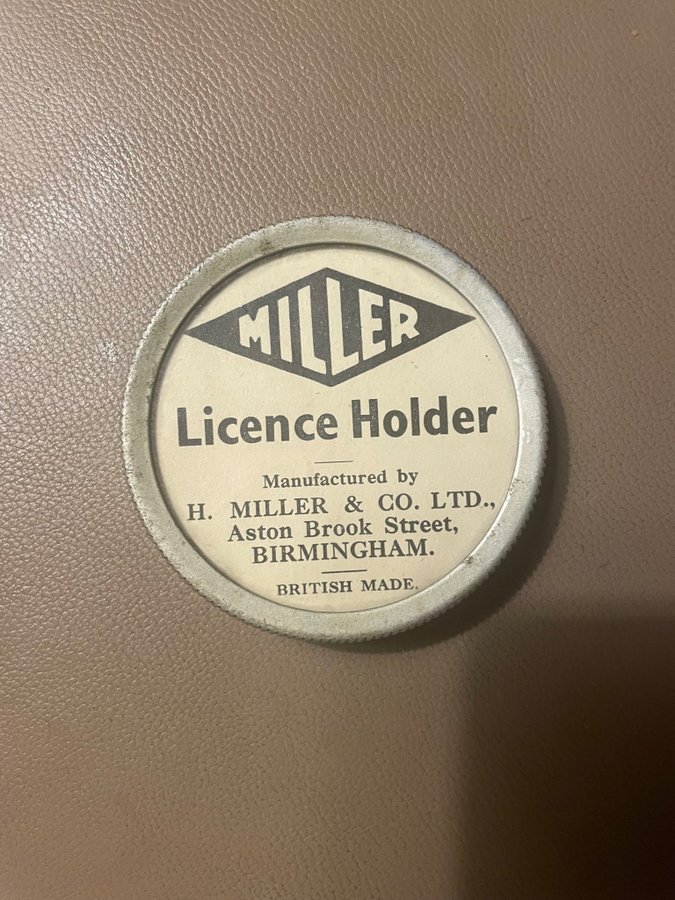 MILLER
Licence Holder
Manufactured by
H. MILLER & CO. LTD.,
Aston Brook Street,
BIRMINGHAM.
BRITISH MADE.